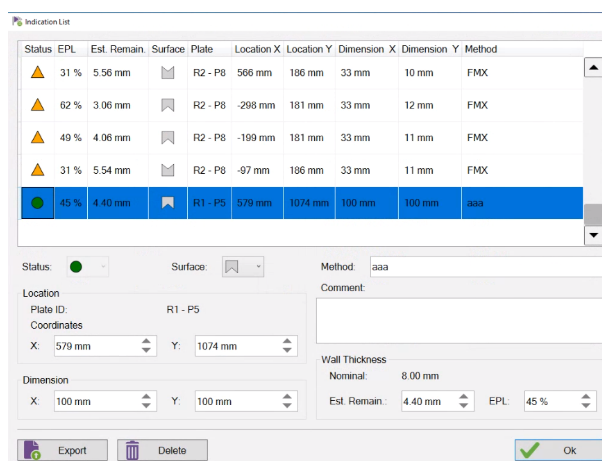 Indication List
Status EPL Est. Remain. Surface Plate Location X Location Y Dimension X Dimension Y Method
31 % 5.56 mm R2 - P8 566 mm 186 mm 33 mm 10 mm FMX
62 % 3.06 mm R2 - P8 -298 mm 181 mm 33 mm 12 mm FMX
49 % 4.06 mm R2 - P8 -199 mm 181 mm 33 mm 11 mm FMX
31 % 5.54 mm R2 - P8 -97 mm 186 mm 33 mm 11 mm FMX
45 % 4.40 mm R1 - P5 579 mm 1074 mm 100 mm 100 mm aaa
Status: Surface: Method: aaa
Location Comment:
Plate ID: R1 - P5
Coordinates
X: 579 mm Y: 1074 mm
Wall Thickness
Nominal: 8.00 mm
Dimension
X: 100 mm Y: 100 mm Est. Remain.: 4.40 mm EPL: 45 %
Export Delete Ok